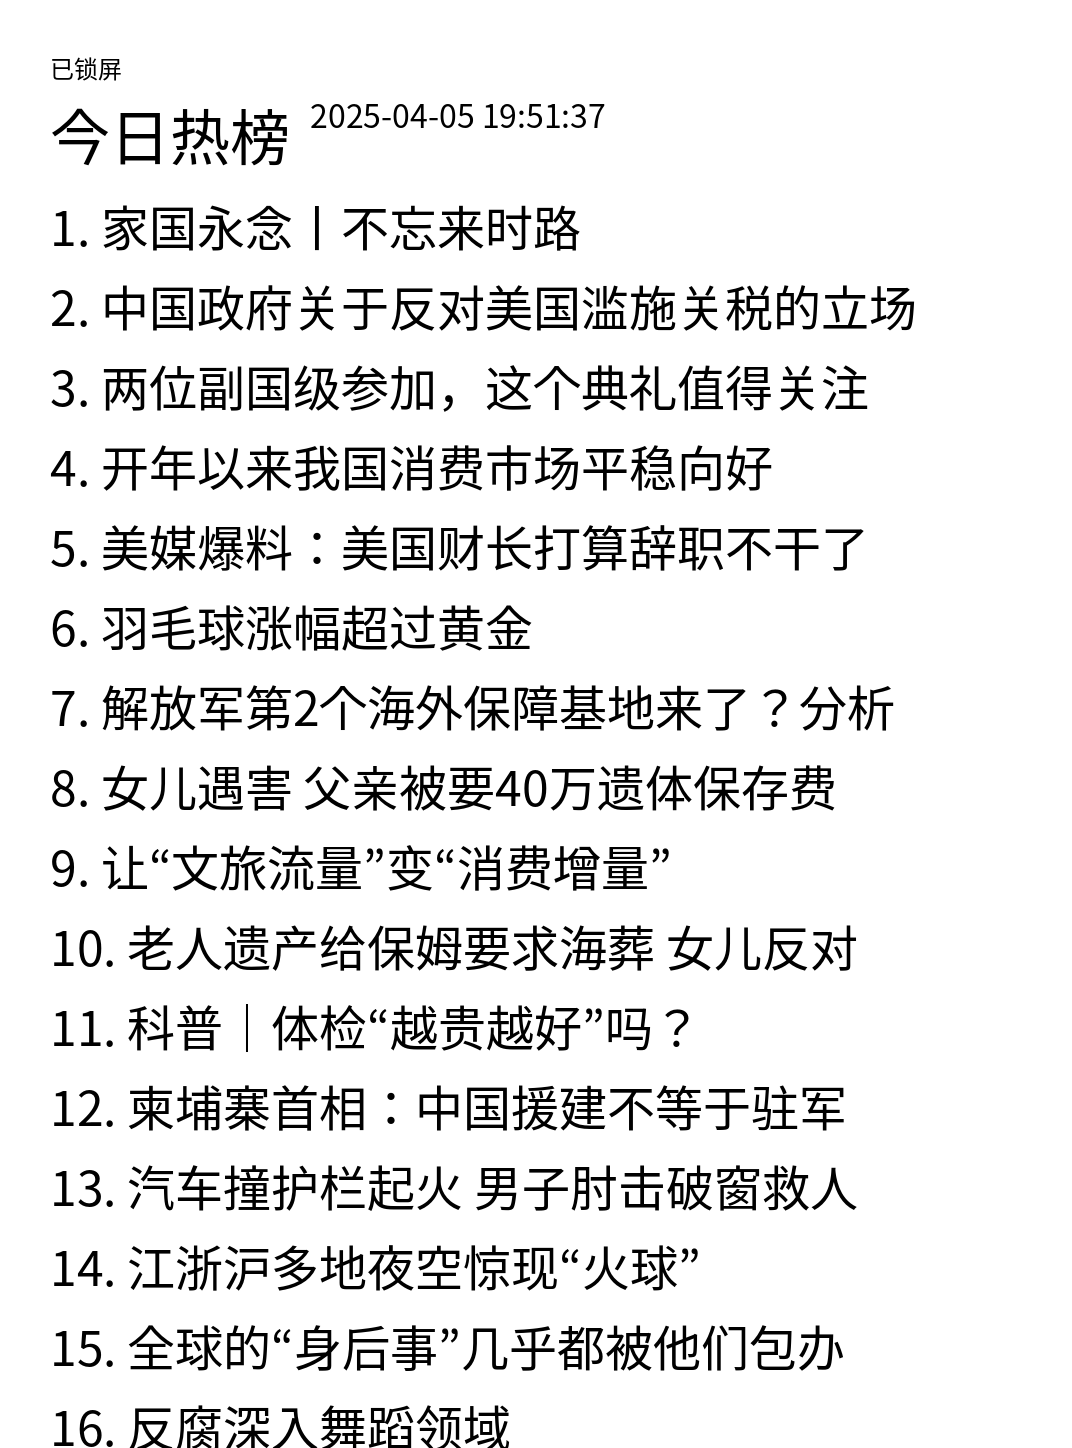 已锁屏
今日热榜 2025-04-05 19:51:37
1. 家国永念丨不忘来时路
2. 中国政府关于反对美国滥施关税的立场
3. 两位副国级参加，这个典礼值得关注
4. 开年以来我国消费市场平稳向好
5. 美媒爆料：美国财长打算辞职不干了
6. 羽毛球涨幅超过黄金
7. 解放军第2个海外保障基地来了？分析
8. 女儿遇害 父亲被要40万遗体保存费
9. 让“文旅流量”变“消费增量”
10. 老人遗产给保姆要求海葬 女儿反对
11. 科普｜体检“越贵越好”吗？
12. 柬埔寨首相：中国援建不等于驻军
13. 汽车撞护栏起火 男子肘击破窗救人
14. 江浙沪多地夜空惊现“火球”
15. 全球的“身后事”几乎都被他们包办
16. 反腐深入舞蹈领域